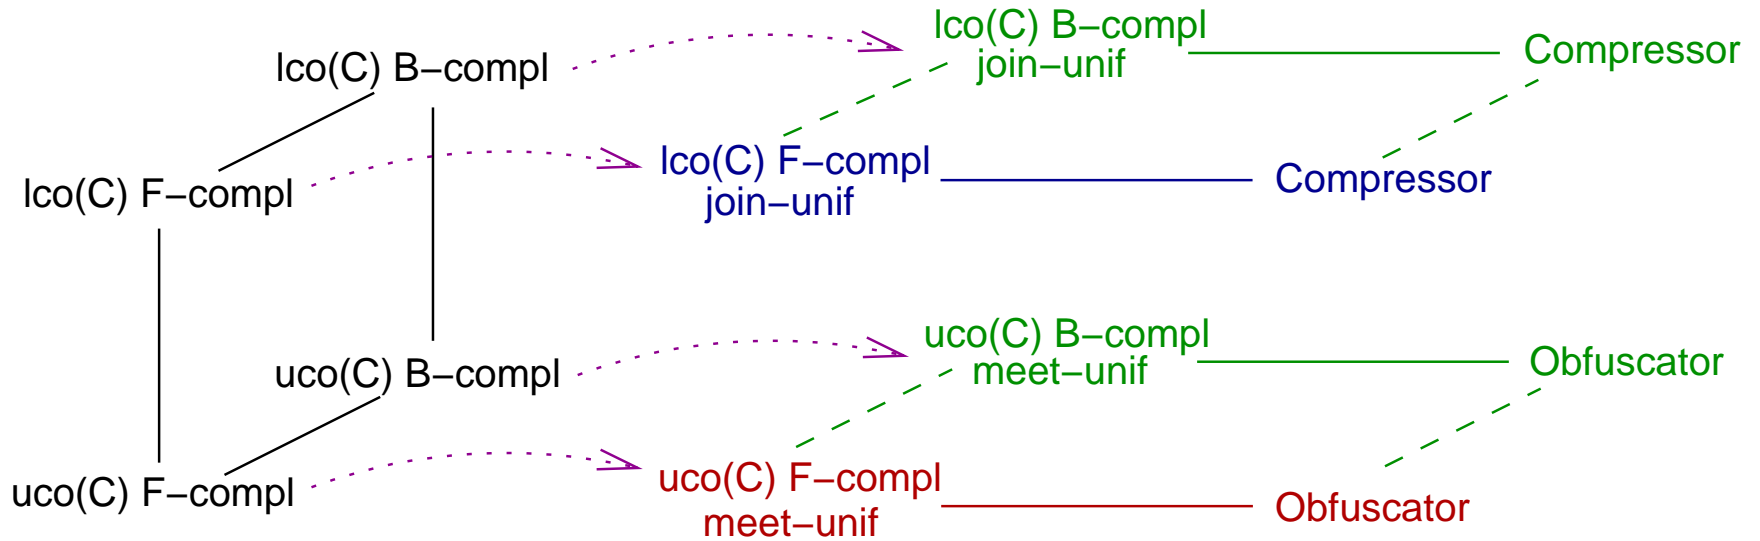 lco(C) B−compl
join−unif
Compressor
lco(C) B−compl
lco(C) F−compl
join−unif
Compressor
lco(C) F−compl
uco(C) B−compl
meet−unif
Obfuscator
uco(C) B−compl
uco(C) F−compl
meet−unif
Obfuscator
uco(C) F−compl